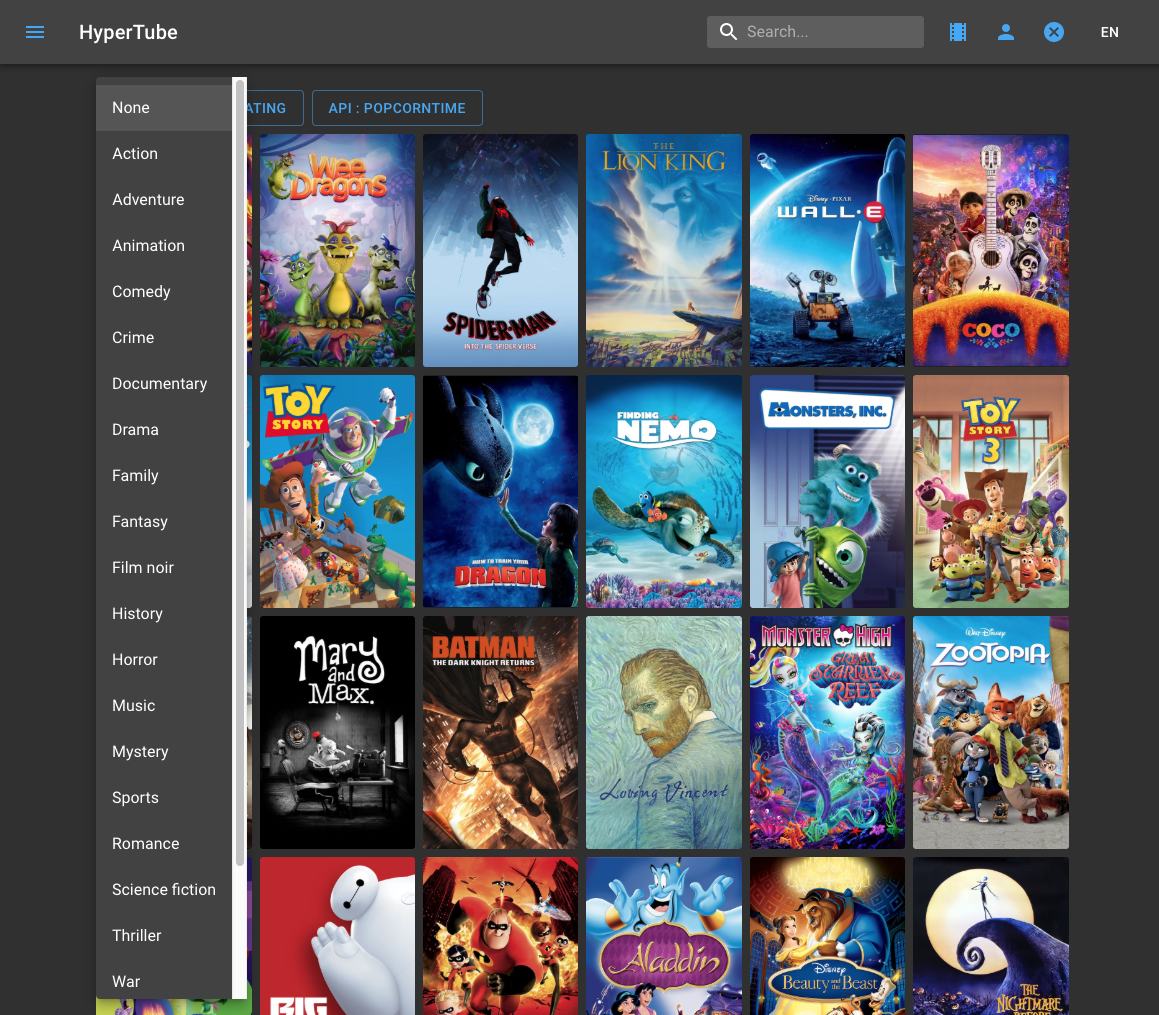 HyperTube
Search...
EN
ATING
API : POPCORNTIME
None
Action
Adventure
Animation
Comedy
Crime
Documentary
Drama
Family
Fantasy
Film noir
History
Horror
Music
Mystery
Sports
Romance
Science fiction
Thriller
War
Wee
Dragons
SPIDER-MAN
INTO THE SPIDER-VERSE
THE
LION KING
Disney · PIXAR
WALL·E
COCO
TOY
STORY
HOW TO TRAIN YOUR
DRAGON
FINDING
NEMO
MONSTERS, INC.
TOY
STORY
3
Mary
and
Max.
BATMAN
THE DARK KNIGHT RETURNS
Loving Vincent
MONSTER HIGH
GREAT
SCARRIER
REEF
WALT DISNEY
ZOOTOPIA
BIG
Aladdin
Disney
Beauty and the Beast
THE
NIGHTMARE
BEFORE